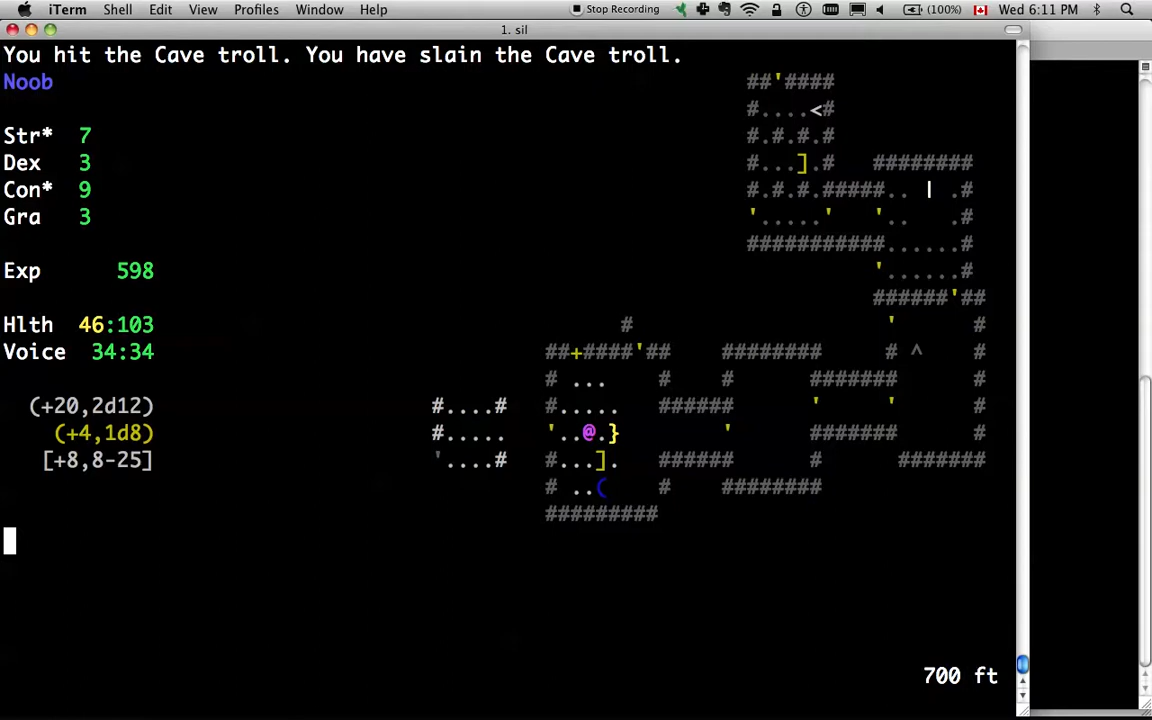 iTerm Shell Edit View Profiles Window Help Stop Recording (100%) Wed 6:11 PM
1. sil
You hit the Cave troll. You have slain the Cave troll.
Noob ##'####
#....<#
#.#.#.#
Str* 7
Dex 3 #...].# ########
Con* 9 #.#.#.#####.. | .#
Gra 3 '.....' '.. .#
###########......#
Exp 598 '......#
######'##
Hlth 46:103 # ' #
Voice 34:34 ##+####'## ######## # ^ #
# ... # # ####### #
(+20,2d12) #....# #..... ###### ' ' #
(+4,1d8) #..... '..@.} ' ####### #
[+8,8-25] '....# #...]. ###### # #######
# ..( # ########
#########
700 ft